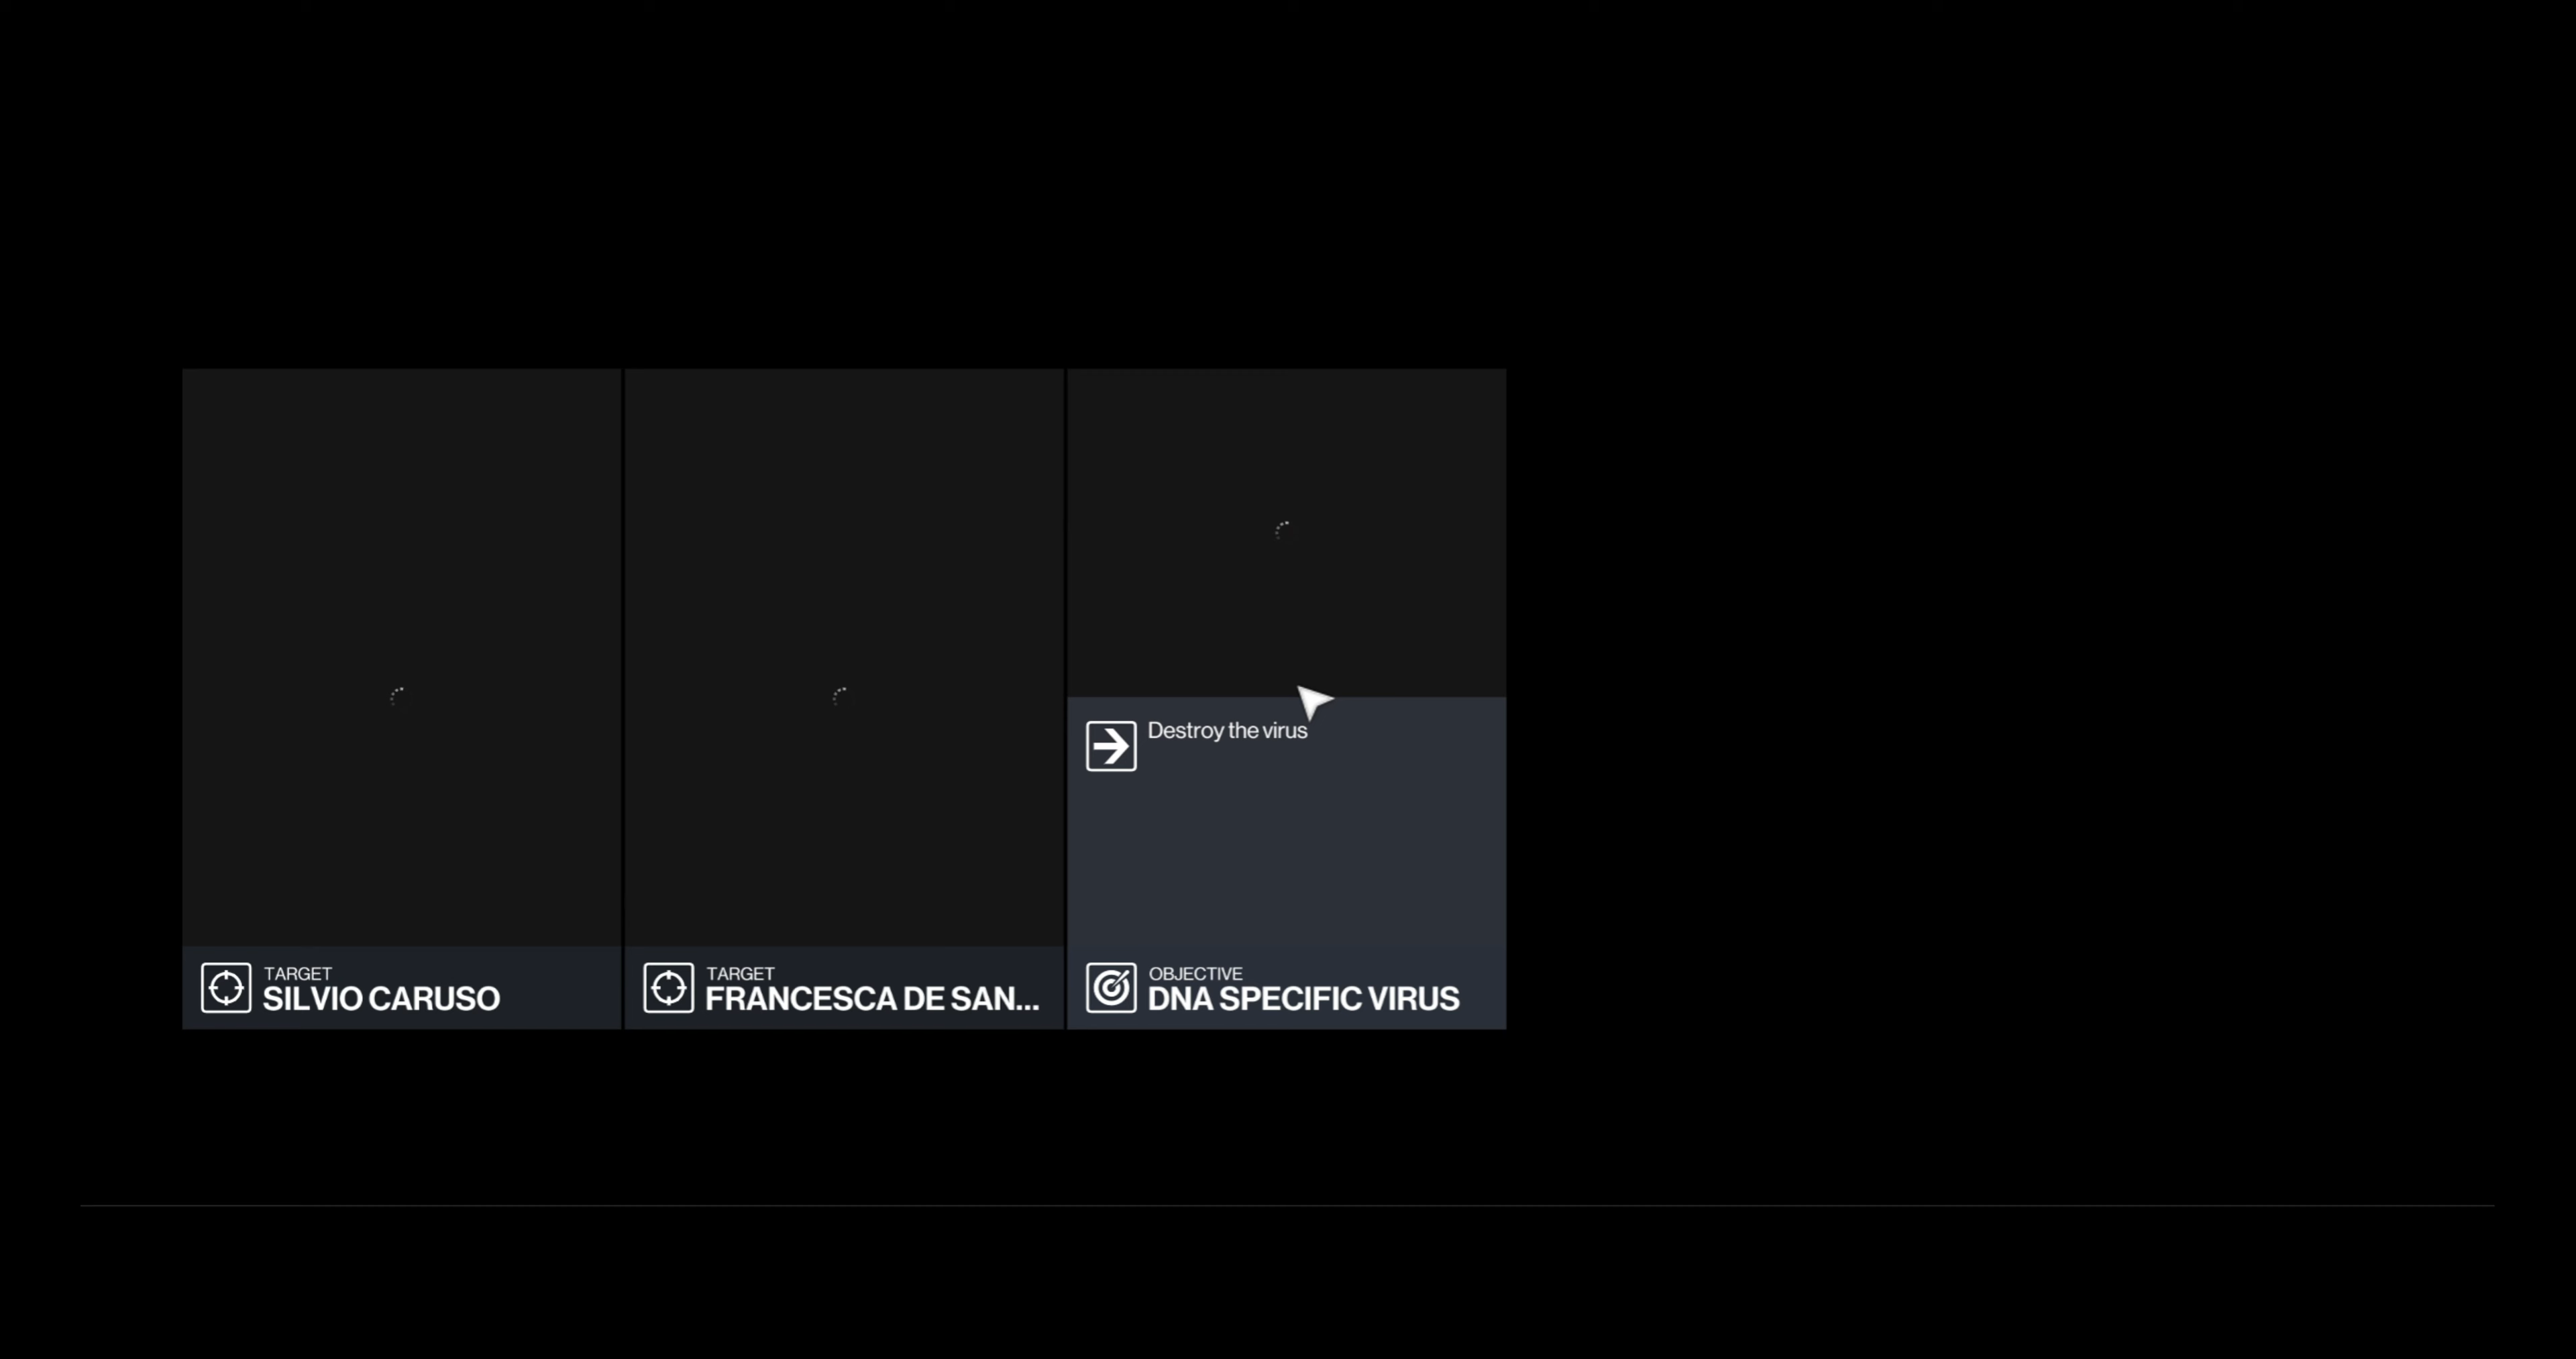 Destroy the virus
TARGET
SILVIO CARUSO
TARGET
FRANCESCA DE SAN...
OBJECTIVE
DNA SPECIFIC VIRUS